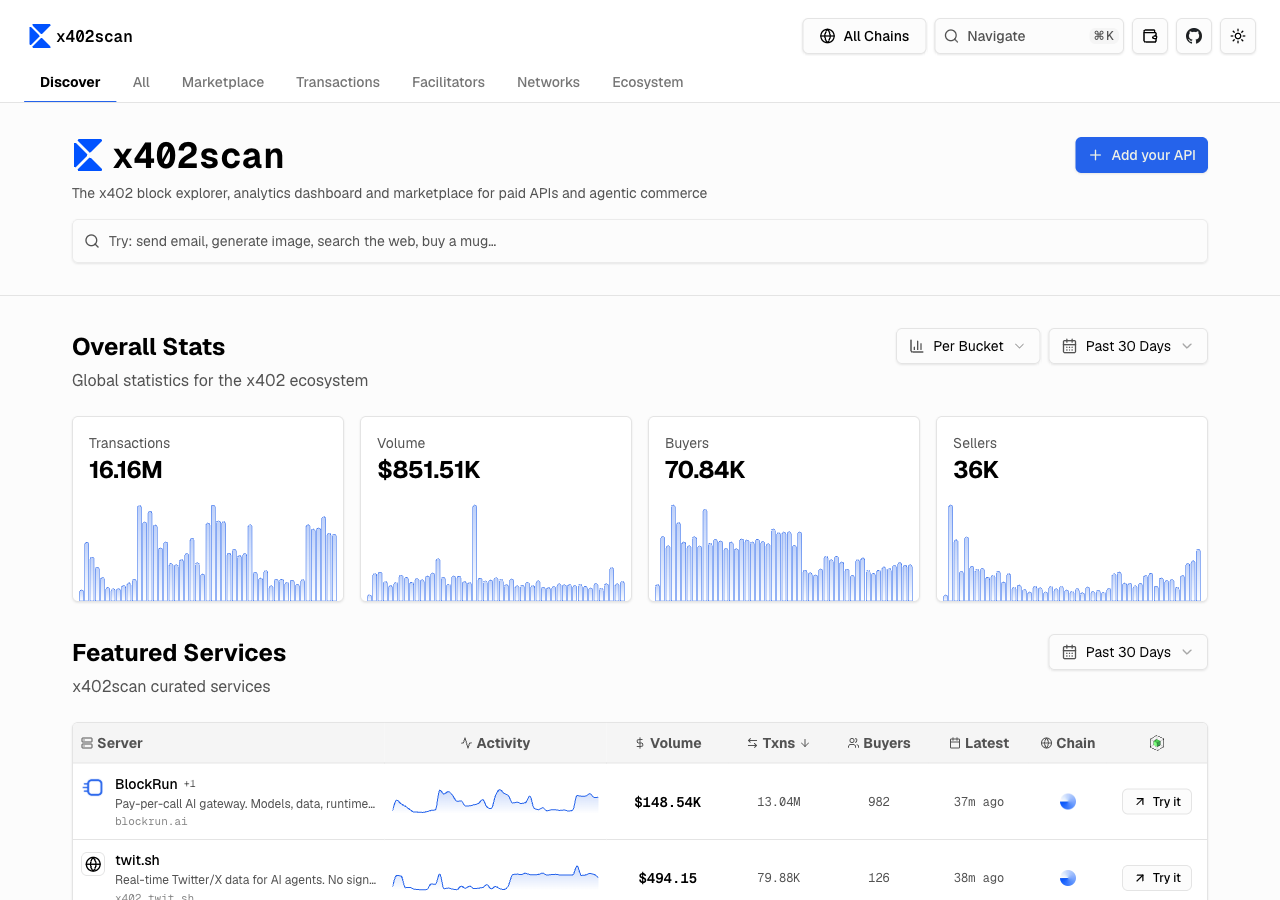 x402scan
All Chains
Navigate
⌘K
Discover
All
Marketplace
Transactions
Facilitators
Networks
Ecosystem
x402scan
Add your API
The x402 block explorer, analytics dashboard and marketplace for paid APIs and agentic commerce
Try: send email, generate image, search the web, buy a mug...
Overall Stats
Per Bucket
Past 30 Days
Global statistics for the x402 ecosystem
Transactions
16.16M
Volume
$851.51K
Buyers
70.84K
Sellers
36K
Featured Services
Past 30 Days
x402scan curated services
Server
Activity
Volume
Txns
Buyers
Latest
Chain
BlockRun +1
Pay-per-call AI gateway. Models, data, runtime...
blockrun.ai
$148.54K
13.04M
982
37m ago
Try it
twit.sh
Real-time Twitter/X data for AI agents. No sign...
x402.twit.sh
$494.15
79.88K
126
38m ago
Try it